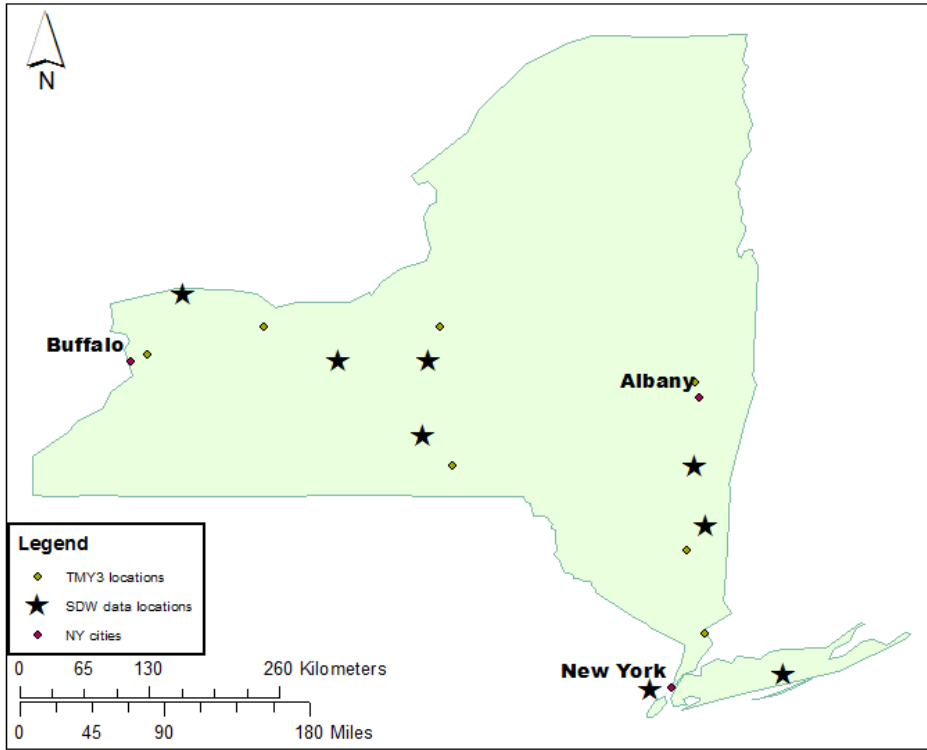 N
Buffalo
Albany
New York
Legend
TMY3 locations
SDW data locations
NY cities
0 65 130 260 Kilometers
0 45 90 180 Miles